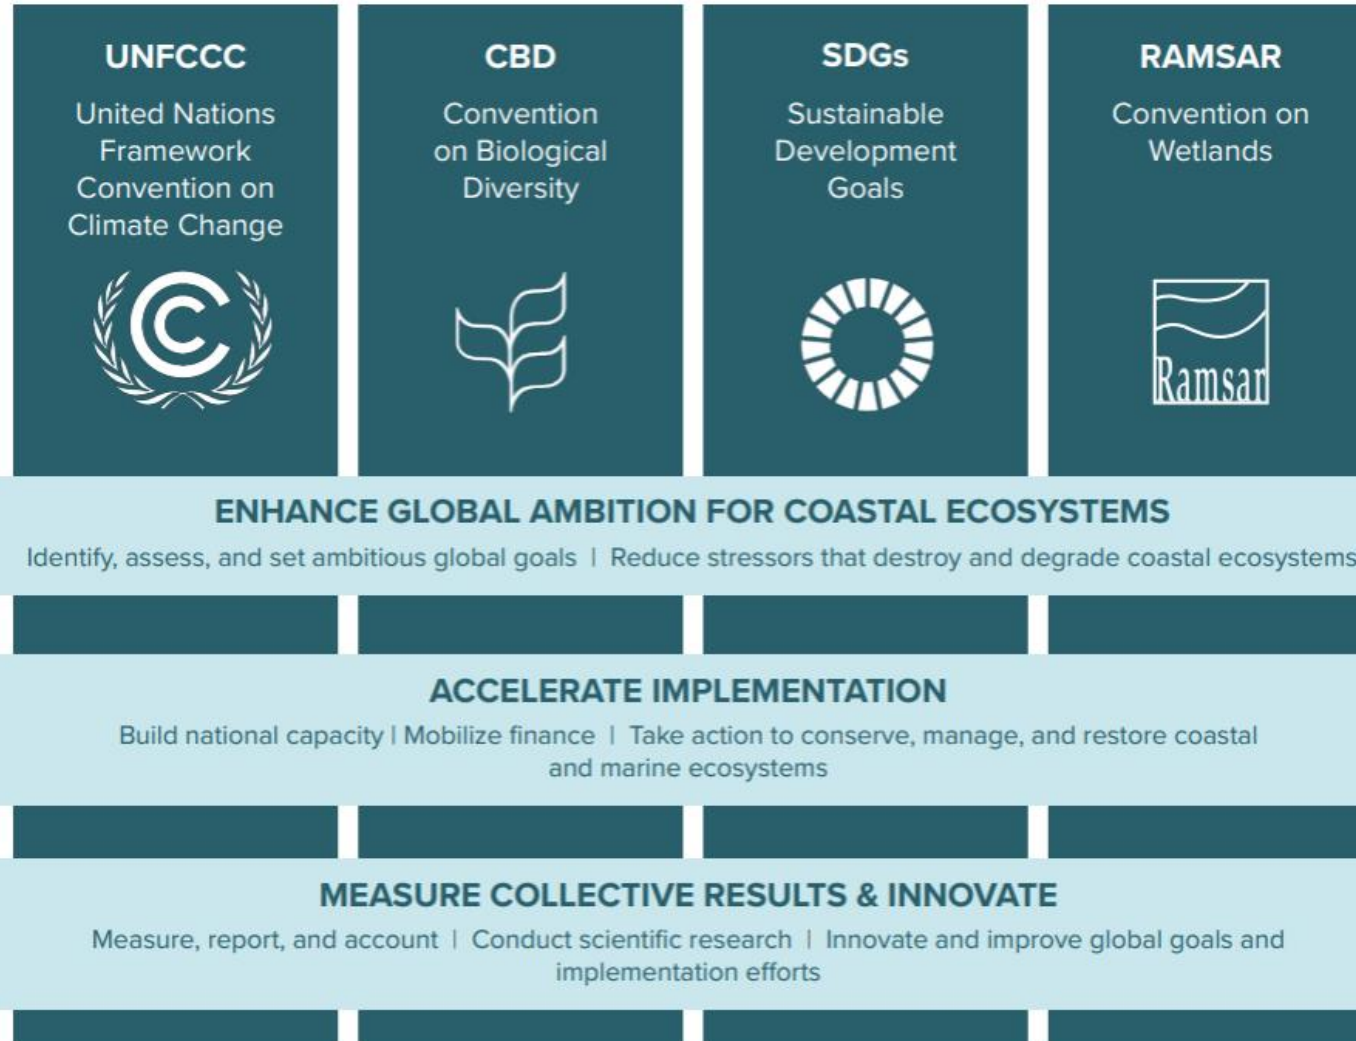 UNFCCC
United Nations
Framework
Convention on
Climate Change
CBD
Convention
on Biological
Diversity
SDGs
Sustainable
Development
Goals
RAMSAR
Convention on
Wetlands
Ramsar
ENHANCE GLOBAL AMBITION FOR COASTAL ECOSYSTEMS
Identify, assess, and set ambitious global goals | Reduce stressors that destroy and degrade coastal ecosystems
ACCELERATE IMPLEMENTATION
Build national capacity | Mobilize finance | Take action to conserve, manage, and restore coastal
and marine ecosystems
MEASURE COLLECTIVE RESULTS & INNOVATE
Measure, report, and account | Conduct scientific research | Innovate and improve global goals and
implementation efforts